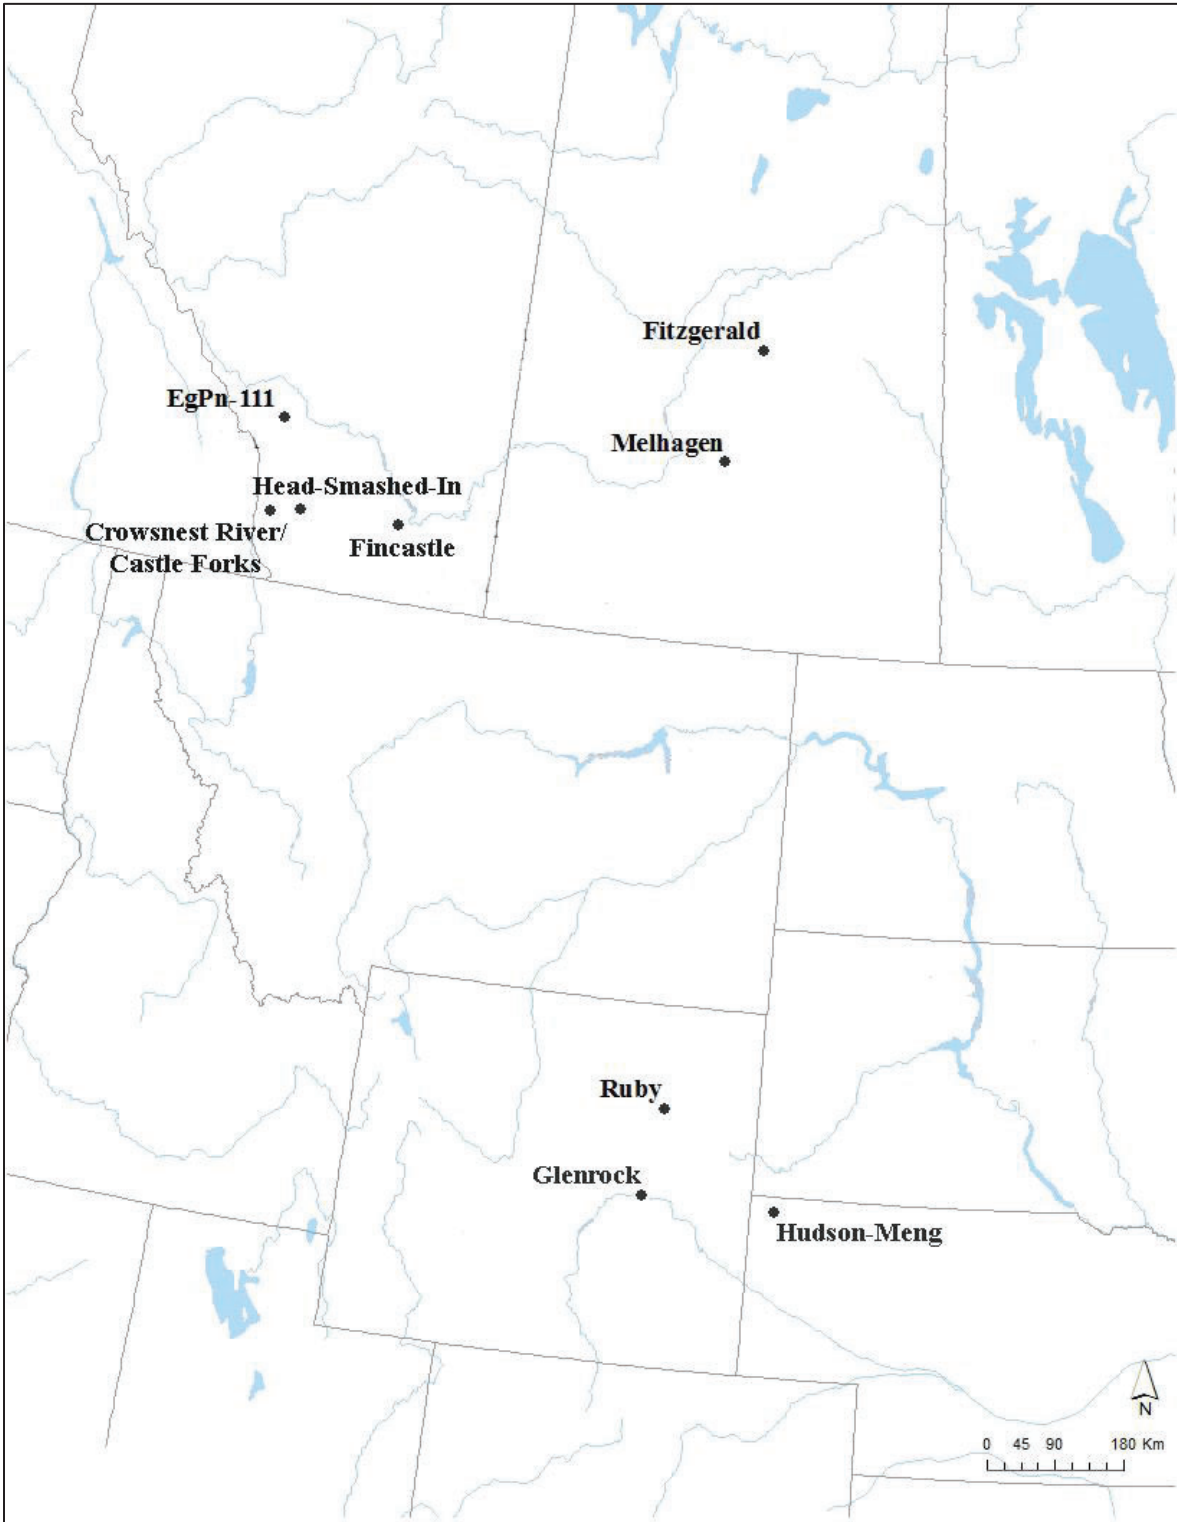 Fitzgerald
EgPn-111
Melhagen
Head-Smashed-In
Crowsnest River/
Castle Forks
Fincastle
Ruby
Glenrock
Hudson-Meng
N
0 45 90 180 Km